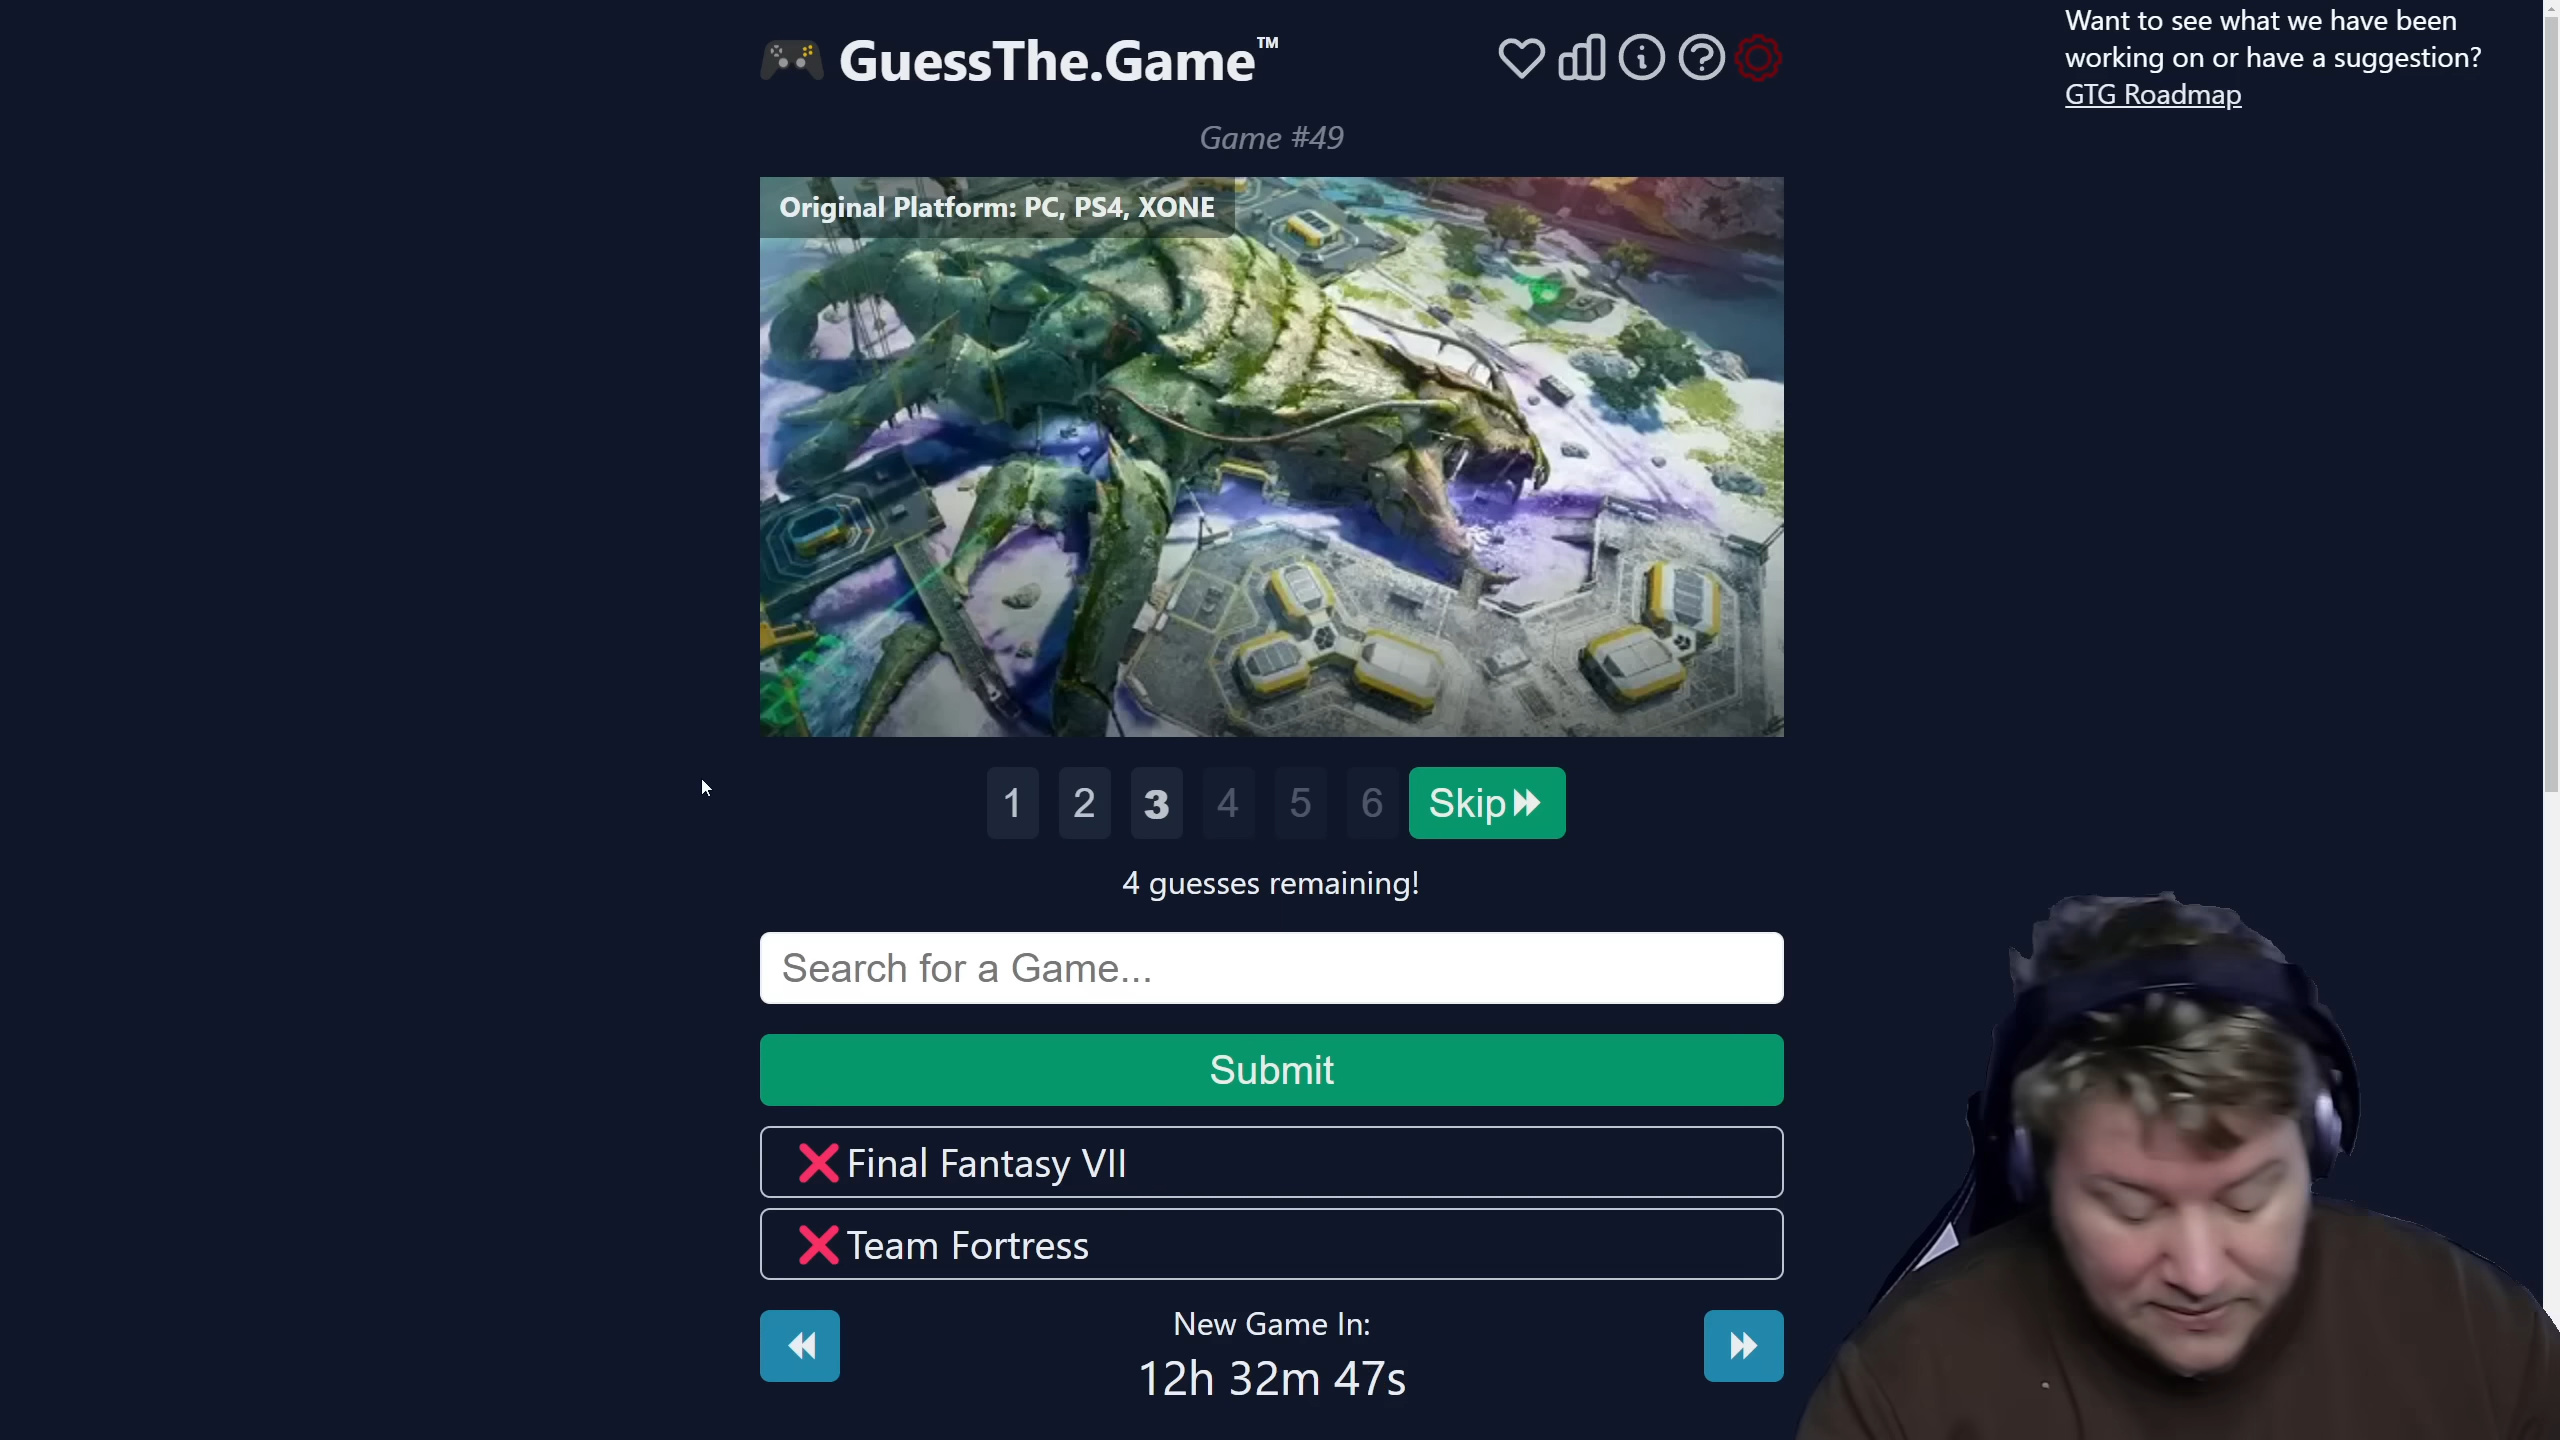 GuessThe.Game™
Want to see what we have been
working on or have a suggestion?
GTG Roadmap
Game #49
Original Platform: PC, PS4, XONE
1 2 3 4 5 6 Skip
4 guesses remaining!
Search for a Game...
Submit
❌ Final Fantasy VII
❌ Team Fortress
New Game In:
12h 32m 47s